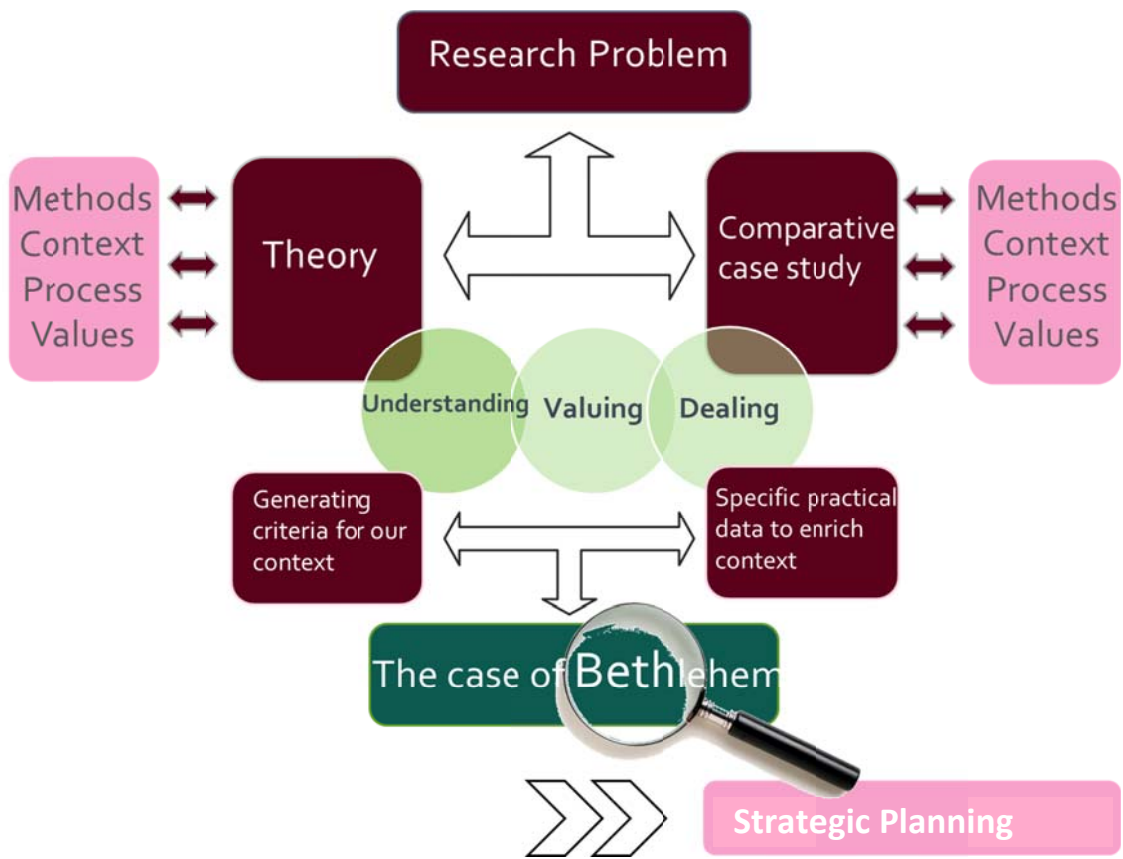 Research Problem
Methods
Context
Process
Values
Theory
Comparative
case study
Methods
Context
Process
Values
Understanding
Valuing
Dealing
Generating
criteria for our
context
Specific practical
data to enrich
context
The case of Bethlehem
Strategic Planning